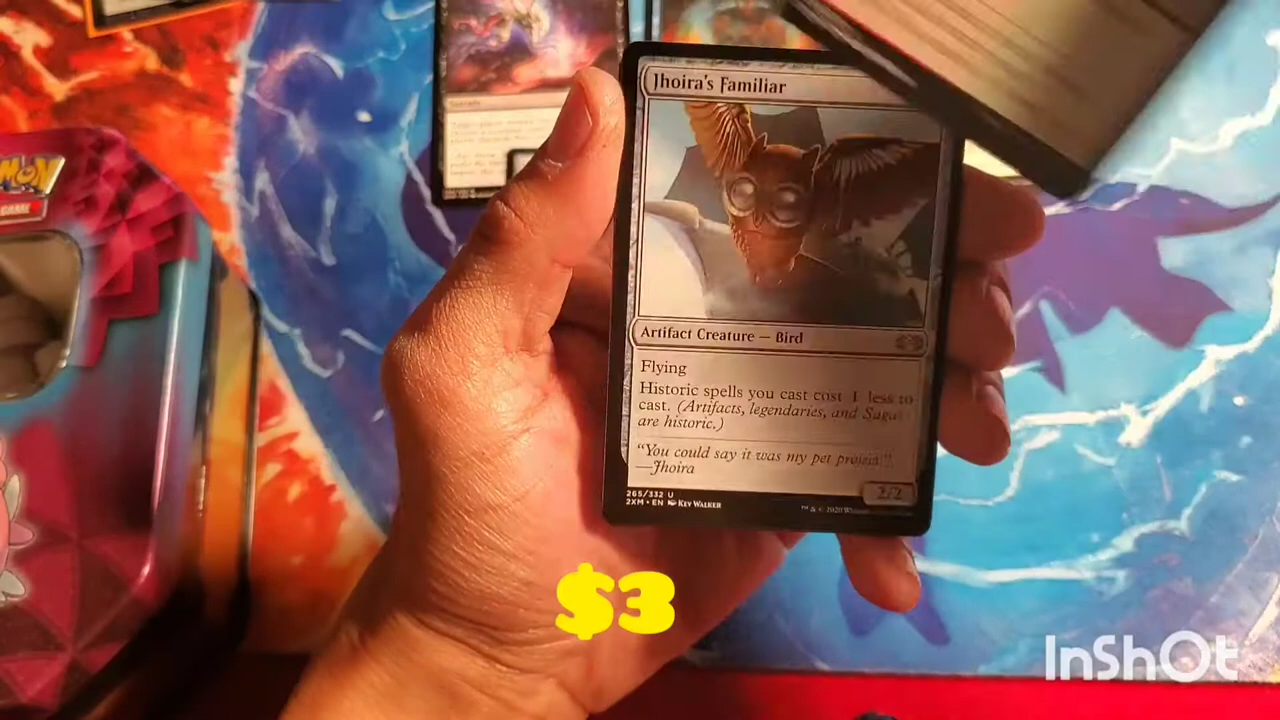 MON
Jhoira's Familiar
Artifact Creature — Bird
Flying
Historic spells you cast cost 1 less to
cast. (Artifacts, legendaries, and Sagas
are historic.)
"You could say it was my pet project."
—Jhoira
2/2
265/332 U
2XM • EN Kev Walker
™ & © 2020
$3
InShOt